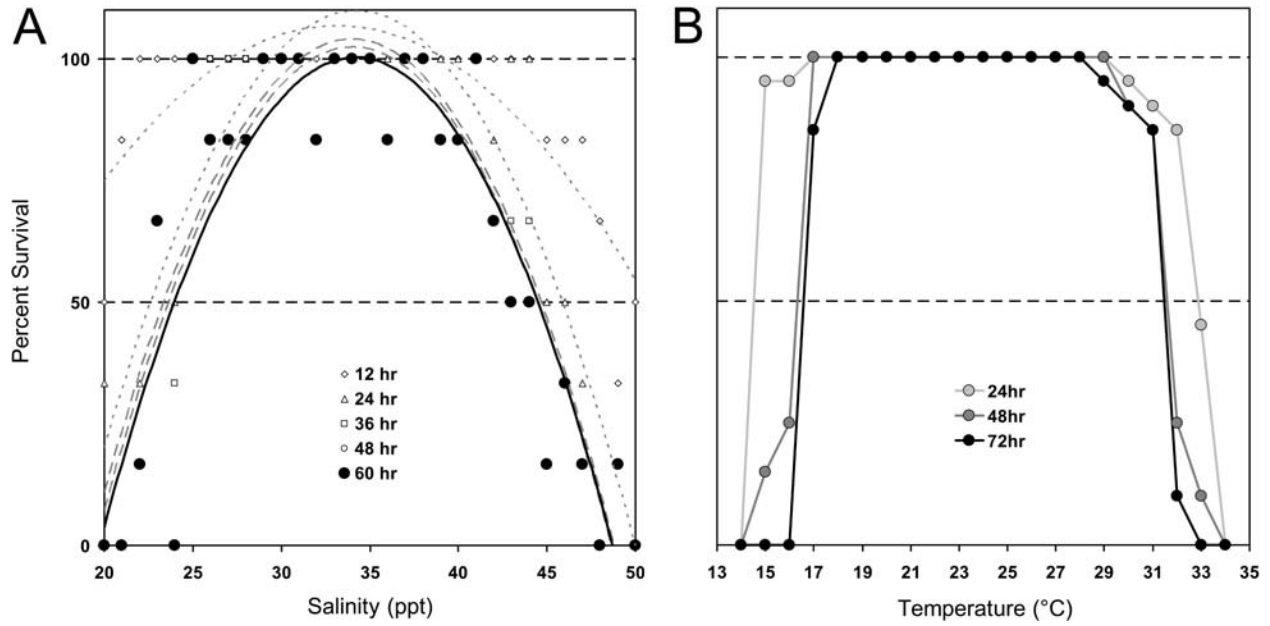 A
B
Percent Survival
100
50
0
12 hr
24 hr
36 hr
48 hr
60 hr
20 25 30 35 40 45 50
Salinity (ppt)
24hr
48hr
72hr
13 15 17 19 21 23 25 27 29 31 33 35
Temperature (°C)